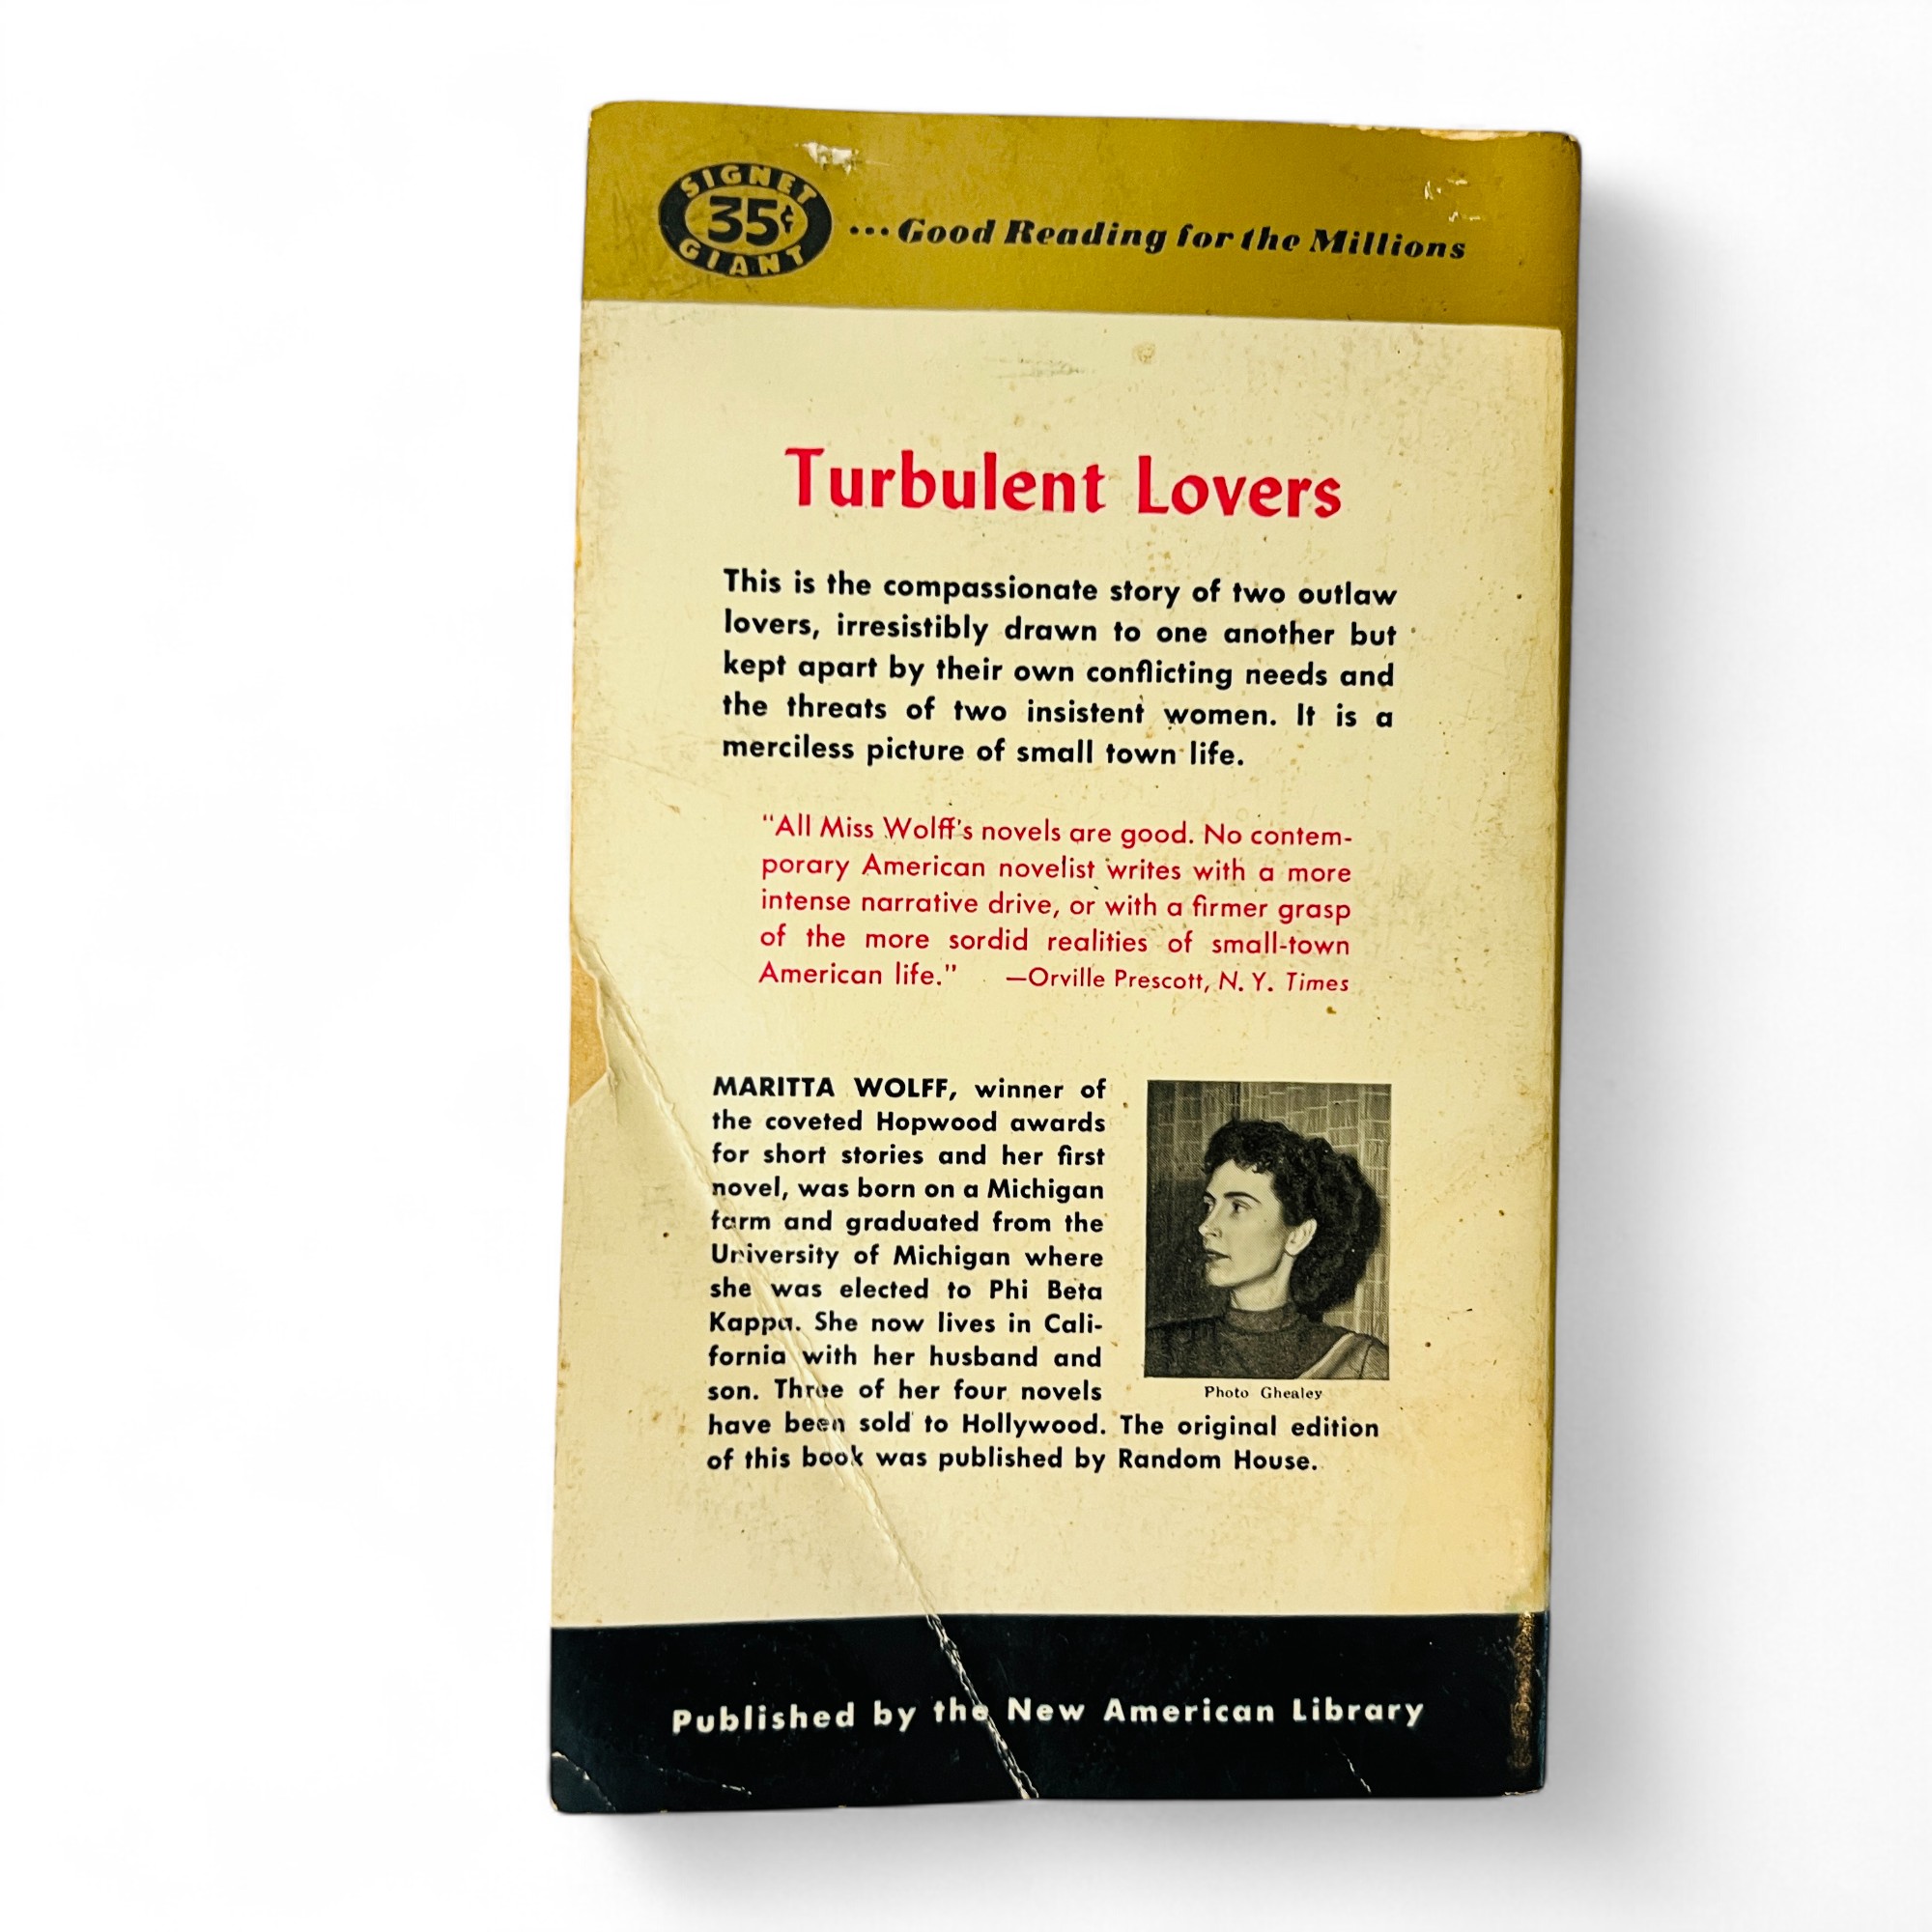 SIGNET
35¢
GIANT
...Good Reading for the Millions
Turbulent Lovers
This is the compassionate story of two outlaw
lovers, irresistibly drawn to one another but
kept apart by their own conflicting needs and
the threats of two insistent women. It is a
merciless picture of small town life.
"All Miss Wolff's novels are good. No contem-
porary American novelist writes with a more
intense narrative drive, or with a firmer grasp
of the more sordid realities of small-town
American life." —Orville Prescott, N. Y. Times
MARITTA WOLFF, winner of
the coveted Hopwood awards
for short stories and her first
novel, was born on a Michigan
farm and graduated from the
University of Michigan where
she was elected to Phi Beta
Kappa. She now lives in Cali-
fornia with her husband and
son. Three of her four novels
have been sold to Hollywood. The original edition
of this book was published by Random House.
Photo Ghealey
Published by the New American Library